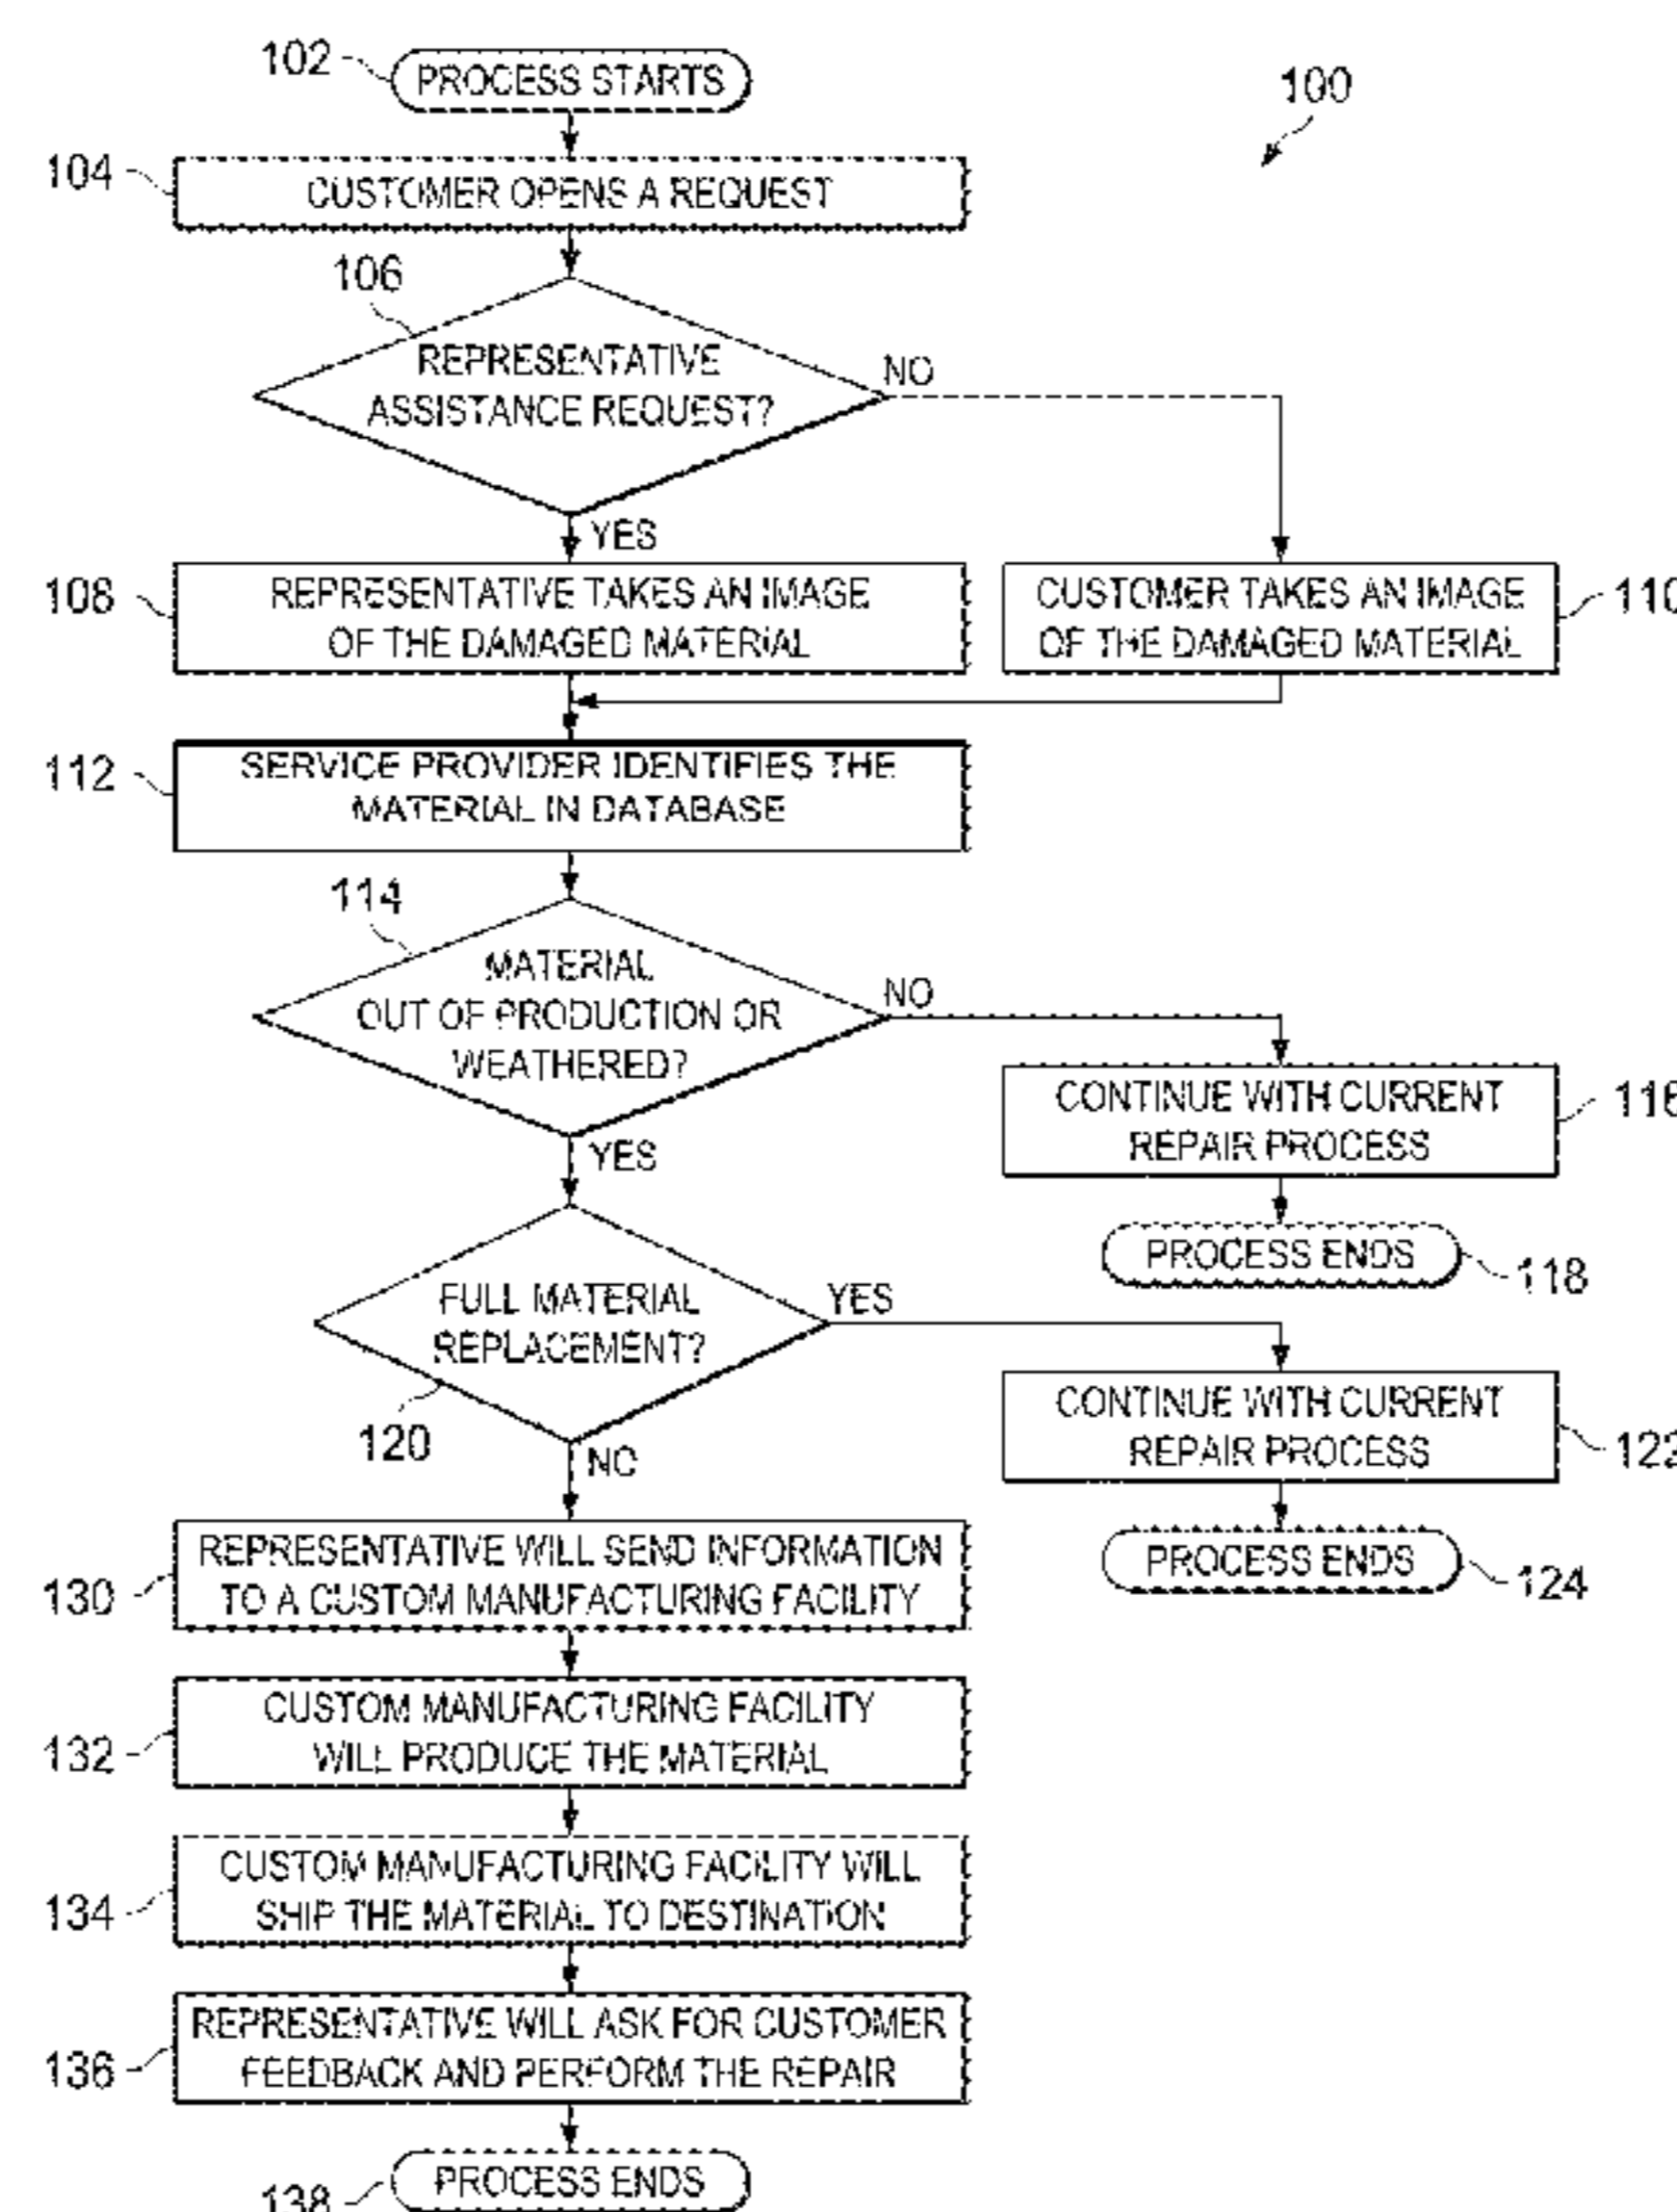 102
PROCESS STARTS
100
104
CUSTOMER OPENS A REQUEST
106
REPRESENTATIVE
ASSISTANCE REQUEST?
NO
YES
108
REPRESENTATIVE TAKES AN IMAGE
OF THE DAMAGED MATERIAL
CUSTOMER TAKES AN IMAGE
OF THE DAMAGED MATERIAL
110
112
SERVICE PROVIDER IDENTIFIES THE
MATERIAL IN DATABASE
114
MATERIAL
OUT OF PRODUCTION OR
WEATHERED?
NO
YES
CONTINUE WITH CURRENT
REPAIR PROCESS
116
PROCESS ENDS
118
FULL MATERIAL
REPLACEMENT?
YES
120
NO
CONTINUE WITH CURRENT
REPAIR PROCESS
122
PROCESS ENDS
124
130
REPRESENTATIVE WILL SEND INFORMATION
TO A CUSTOM MANUFACTURING FACILITY
132
CUSTOM MANUFACTURING FACILITY
WILL PRODUCE THE MATERIAL
134
CUSTOM MANUFACTURING FACILITY WILL
SHIP THE MATERIAL TO DESTINATION
136
REPRESENTATIVE WILL ASK FOR CUSTOMER
FEEDBACK AND PERFORM THE REPAIR
138
PROCESS ENDS